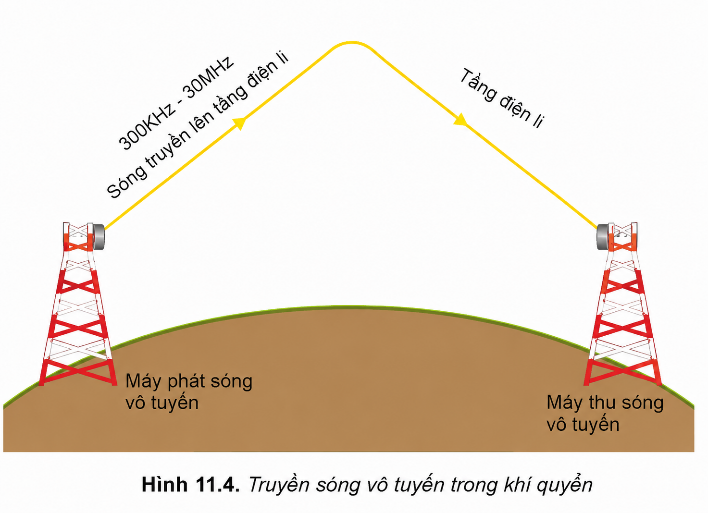 300KHz - 30MHz
Sóng truyền lên tầng điện li
Tầng điện li
Máy phát sóng
vô tuyến
Máy thu sóng
vô tuyến
Hình 11.4. Truyền sóng vô tuyến trong khí quyển